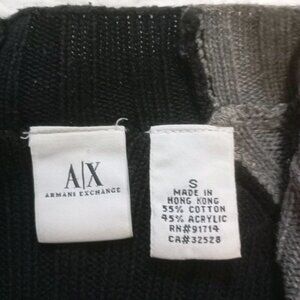 A|X
ARMANI EXCHANGE
S
MADE IN
HONG KONG
55% COTTON
45% ACRYLIC
RN#91714
CA#32528